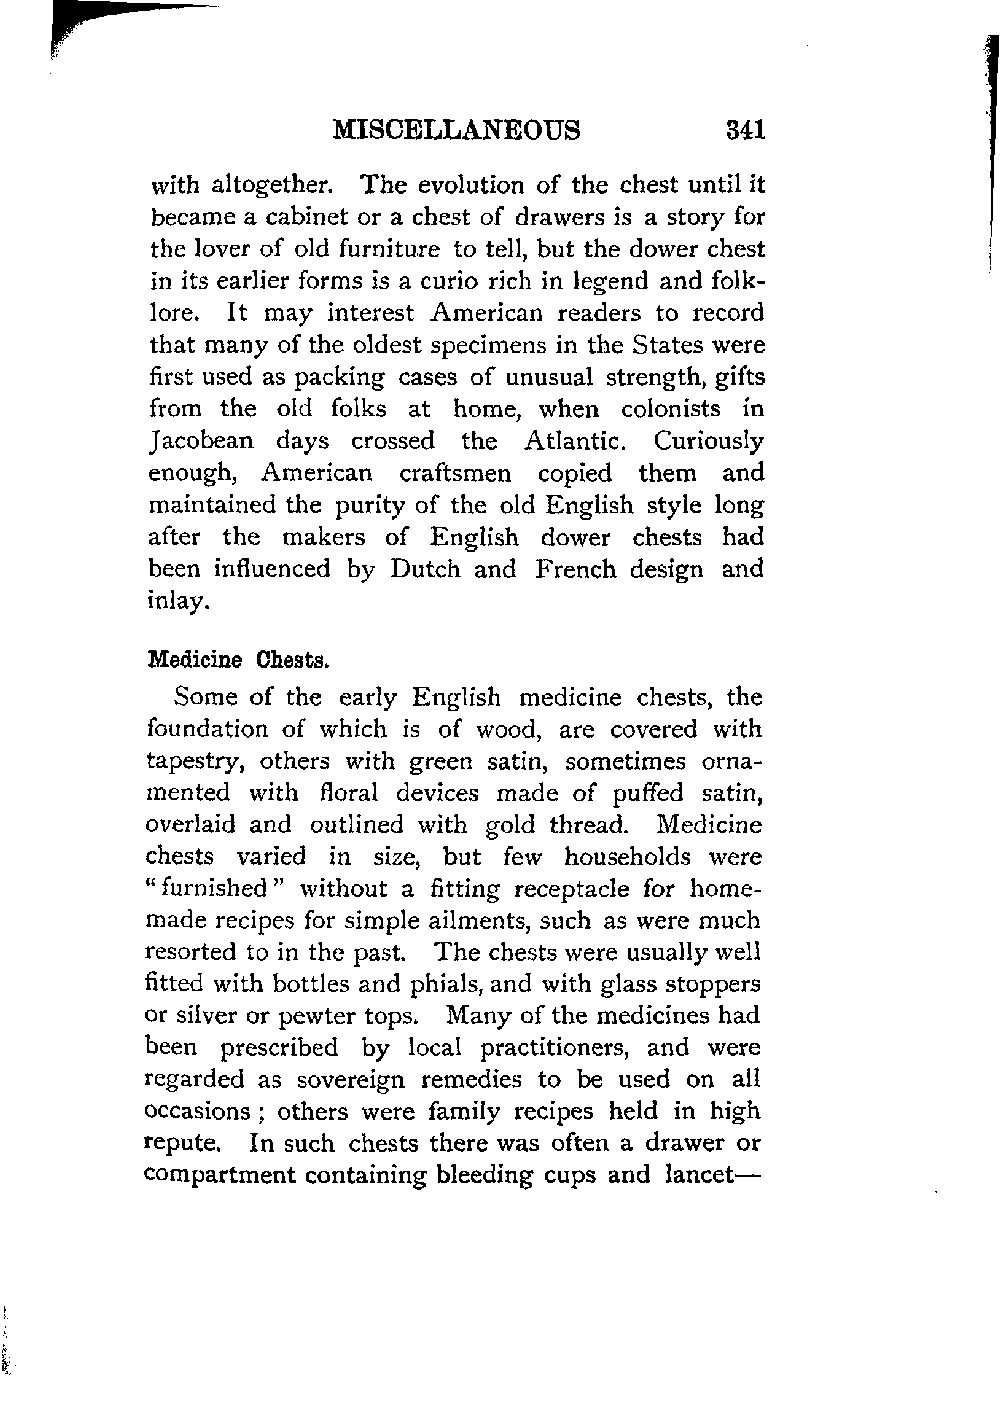 MISCELLANEOUS 341
with altogether. The evolution of the chest until it
became a cabinet or a chest of drawers is a story for
the lover of old furniture to tell, but the dower chest
in its earlier forms is a curio rich in legend and folk-
lore. It may interest American readers to record
that many of the oldest specimens in the States were
first used as packing cases of unusual strength, gifts
from the old folks at home, when colonists in
Jacobean days crossed the Atlantic. Curiously
enough, American craftsmen copied them and
maintained the purity of the old English style long
after the makers of English dower chests had
been influenced by Dutch and French design and
inlay.
Medicine Chests.
Some of the early English medicine chests, the
foundation of which is of wood, are covered with
tapestry, others with green satin, sometimes orna-
mented with floral devices made of puffed satin,
overlaid and outlined with gold thread. Medicine
chests varied in size, but few households were
"furnished" without a fitting receptacle for home-
made recipes for simple ailments, such as were much
resorted to in the past. The chests were usually well
fitted with bottles and phials, and with glass stoppers
or silver or pewter tops. Many of the medicines had
been prescribed by local practitioners, and were
regarded as sovereign remedies to be used on all
occasions; others were family recipes held in high
repute. In such chests there was often a drawer or
compartment containing bleeding cups and lancet—